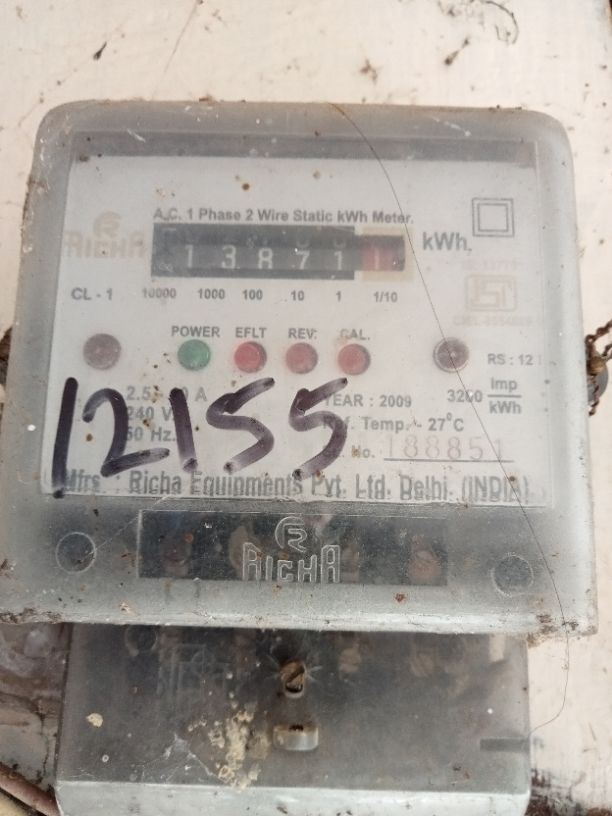 A.C. 1 Phase 2 Wire Static kWh Meter.
RICHA
13871 kWh.
CL - 1 10000 1000 100 10 1 1/10
POWER EFLT REV. CAL.
RS : 12
A YEAR : 2009 3200 imp/kWh
240 V. Ref. Temp. - 27°C
50 Hz. No. 188851
12155
Mfrs. : Richa Equipments Pvt. Ltd. Delhi. (INDIA)
RICHA